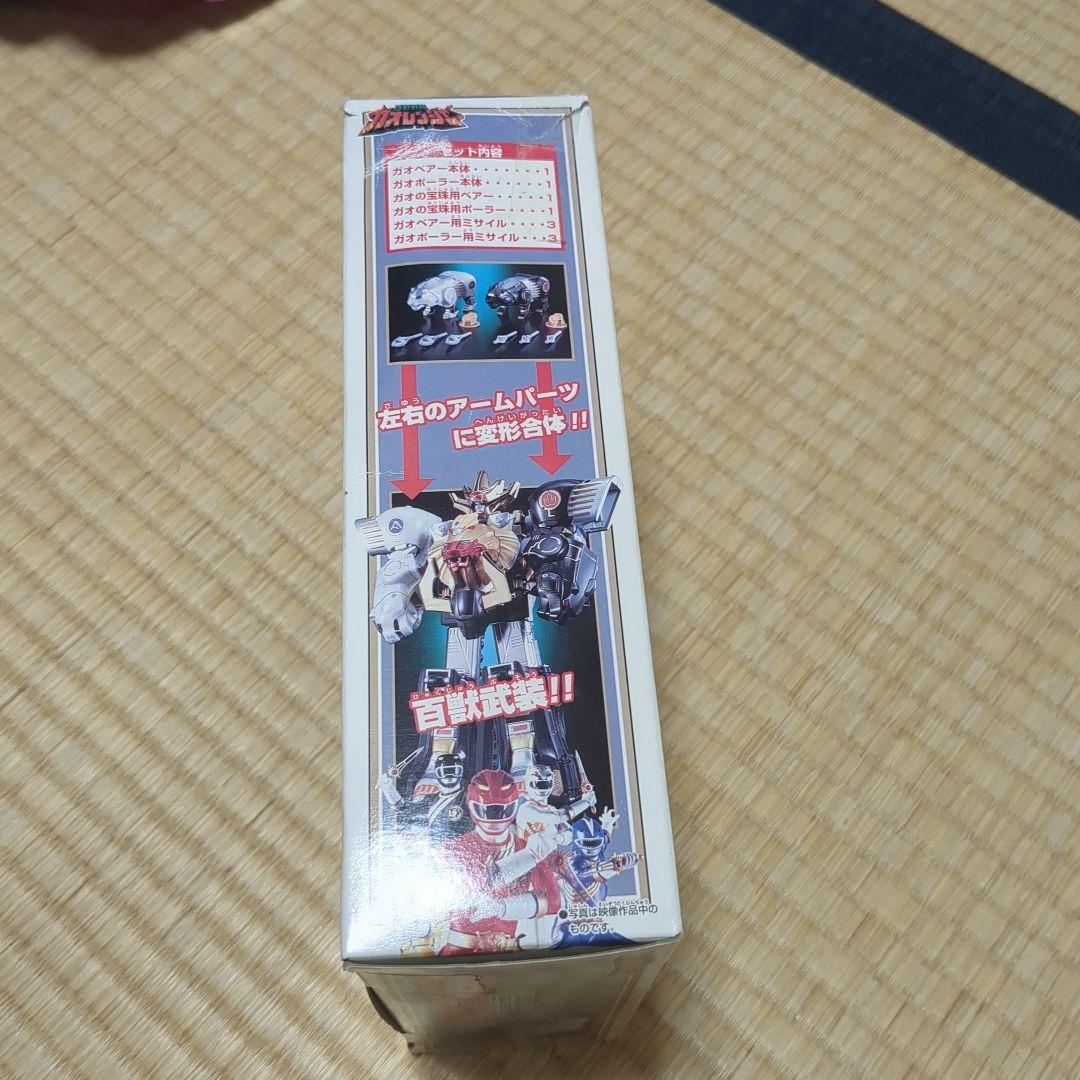 百獣戦隊
ガオレンジャー
セット内容
ガオベアー本体・・・・・・・1
ガオポーラー本体・・・・・・1
ガオの宝珠用ベアー・・・・・1
ガオの宝珠用ポーラー・・・・1
ガオベアー用ミサイル・・・・3
ガオポーラー用ミサイル・・・3
左右のアームパーツ
に変形合体!!
百獣武装!!
●写真は映像作品中の
ものです。